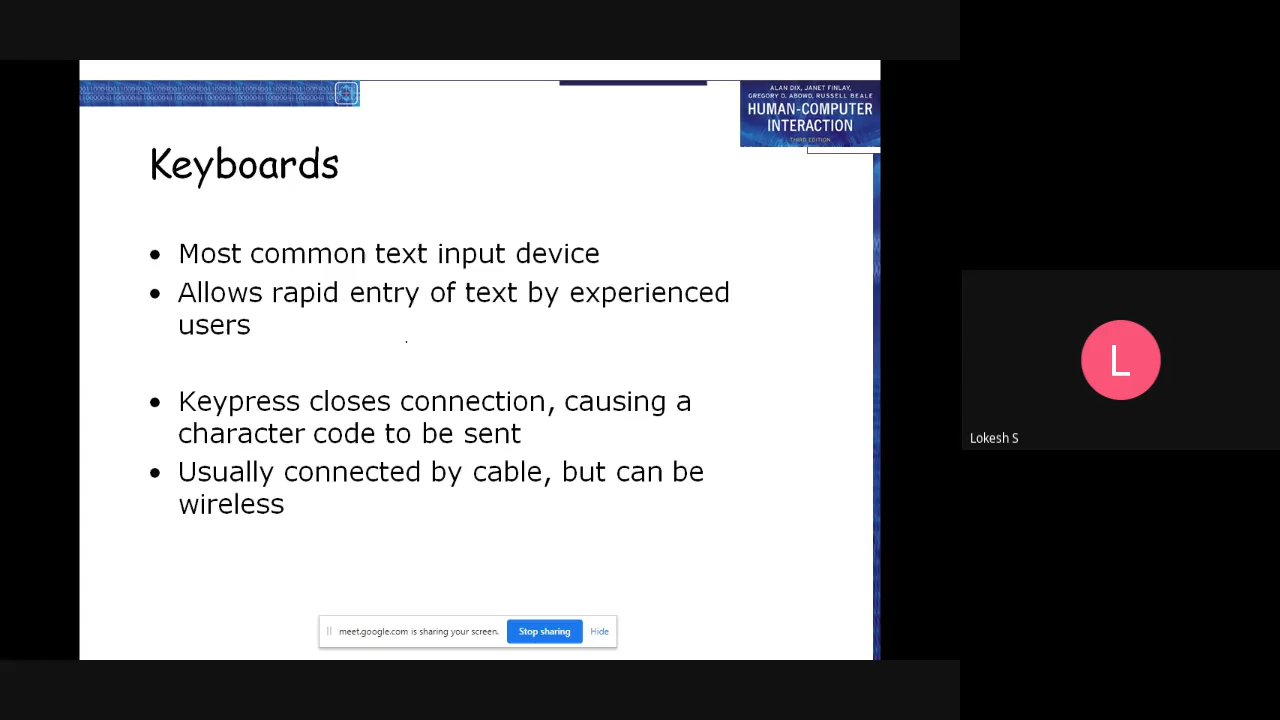 ALAN DIX, JANET FINLAY,
GREGORY D. ABOWD, RUSSELL BEALE
HUMAN-COMPUTER
INTERACTION
THIRD EDITION
Keyboards
• Most common text input device
• Allows rapid entry of text by experienced
users
• Keypress closes connection, causing a
character code to be sent
• Usually connected by cable, but can be
wireless
meet.google.com is sharing your screen.
Stop sharing
Hide
L
Lokesh S